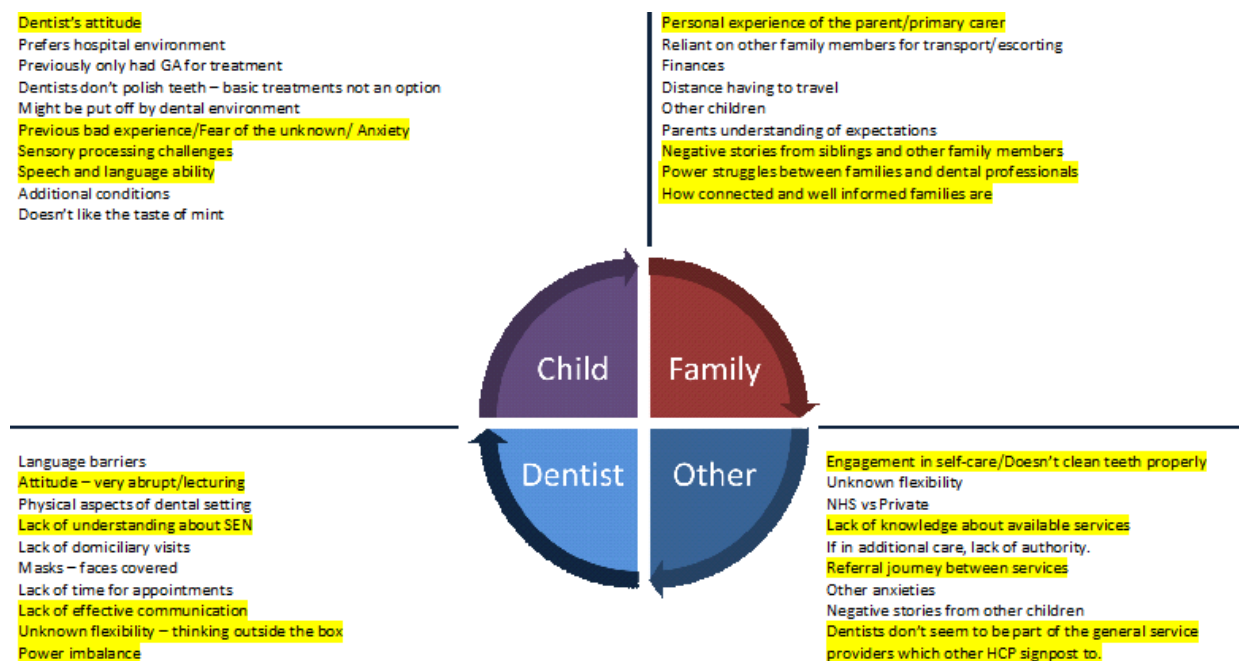 Dentist's attitude
Prefers hospital environment
Previously only had GA for treatment
Dentists don't polish teeth – basic treatments not an option
Might be put off by dental environment
Previous bad experience/Fear of the unknown/ Anxiety
Sensory processing challenges
Speech and language ability
Additional conditions
Doesn't like the taste of mint
Personal experience of the parent/primary carer
Reliant on other family members for transport/escorting
Finances
Distance having to travel
Other children
Parents understanding of expectations
Negative stories from siblings and other family members
Power struggles between families and dental professionals
How connected and well informed families are
Child
Family
Dentist
Other
Language barriers
Attitude – very abrupt/lecturing
Physical aspects of dental setting
Lack of understanding about SEN
Lack of domiciliary visits
Masks – faces covered
Lack of time for appointments
Lack of effective communication
Unknown flexibility – thinking outside the box
Power imbalance
Engagement in self-care/Doesn't clean teeth properly
Unknown flexibility
NHS vs Private
Lack of knowledge about available services
If in additional care, lack of authority.
Referral journey between services
Other anxieties
Negative stories from other children
Dentists don't seem to be part of the general service
providers which other HCP signpost to.